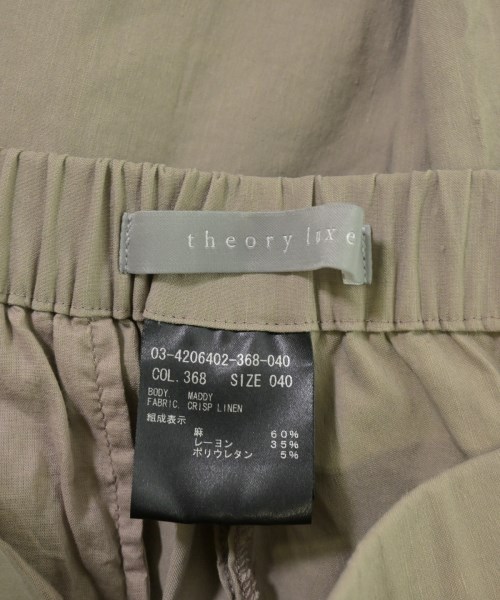 theory luxe
03-4206402-368-040
COL. 368 SIZE 040
BODY. MADDY
FABRIC. CRISP LINEN
組成表示
麻 60%
レーヨン 35%
ポリウレタン 5%